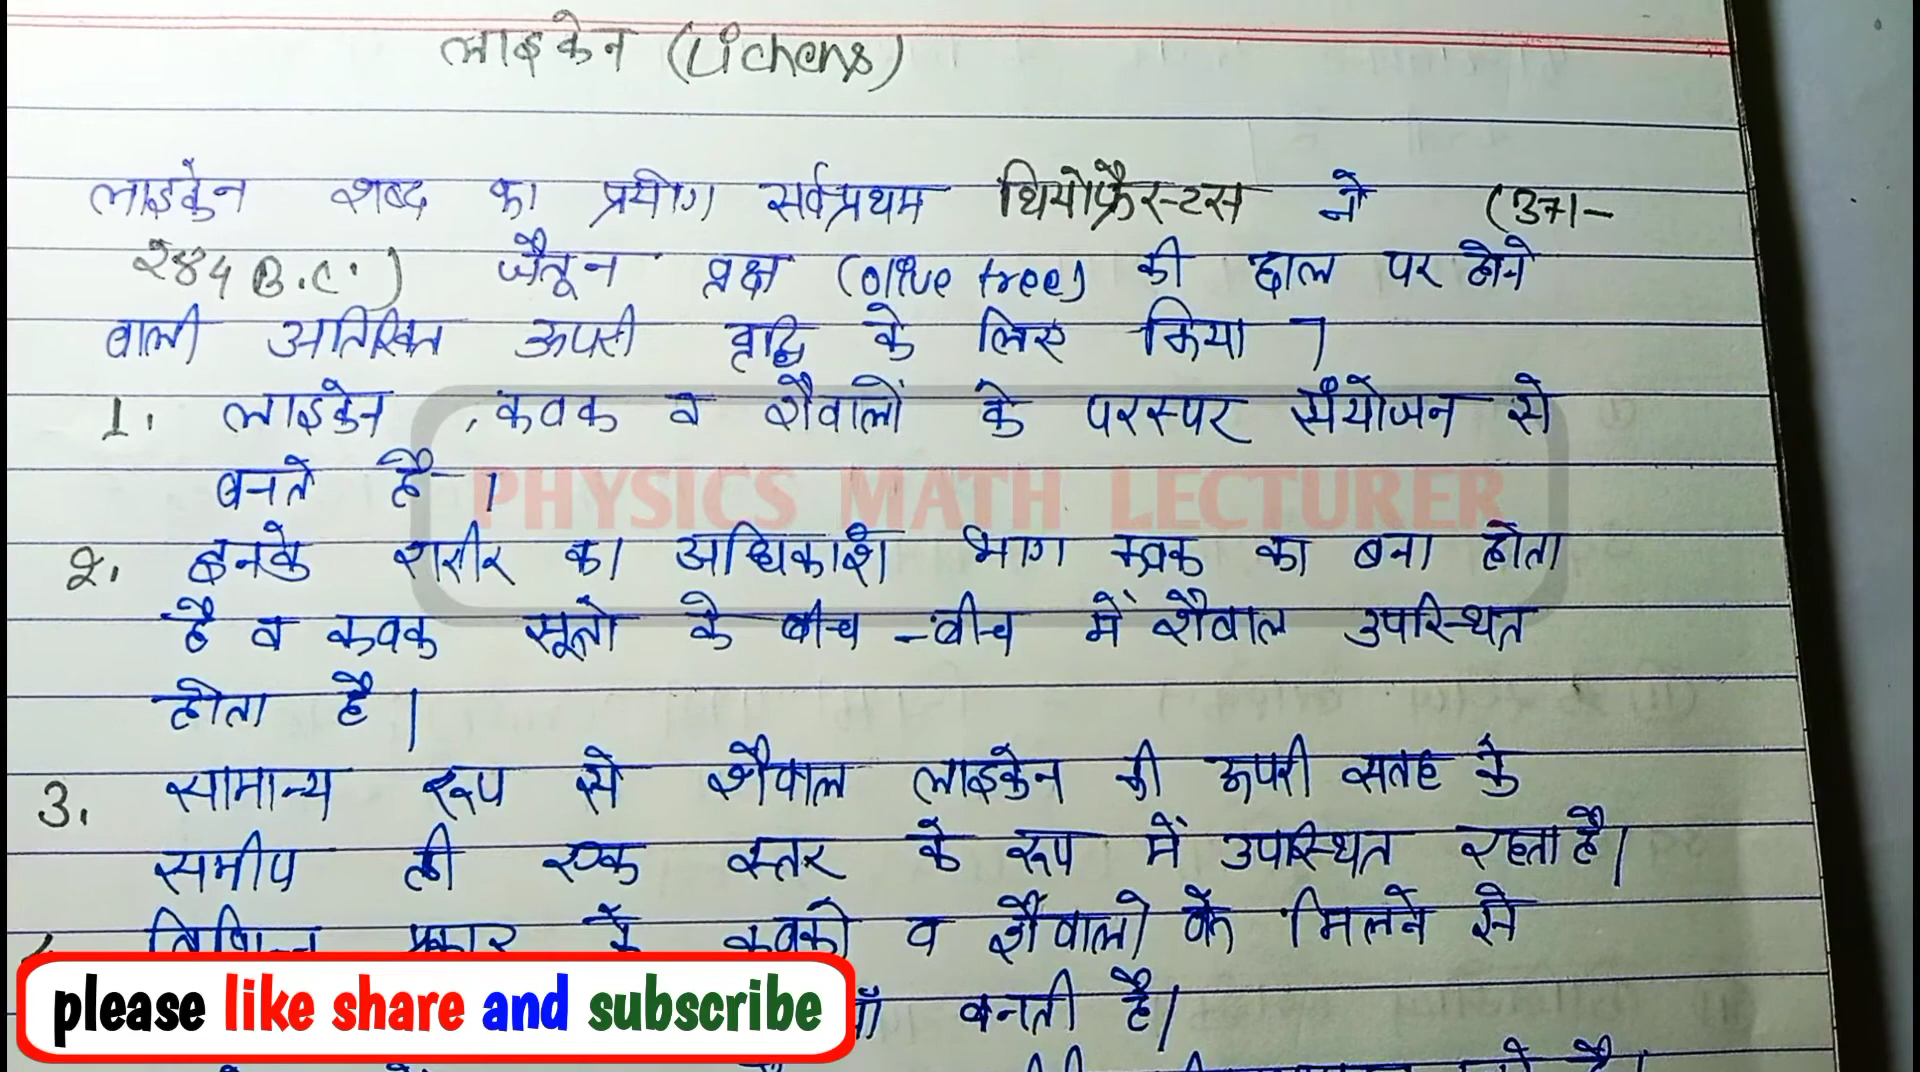 लाइकेन (Lichens)
लाइकेन शब्द का प्रयोग सर्वप्रथम थियोफ्रैस्टस ने (371-
284 B.C.) जैतून वृक्ष (olive tree) की छाल पर होने
वाली अतिरिक्त ऊपरी वृद्धि के लिए किया ।
1. लाइकेन , कवक व शैवालों के परस्पर संयोजन से
बनते है ।
PHYSICS MATH LECTURER
2. इनके शरीर का अधिकांश भाग कवक का बना होता
है व कवक सूत्रो के बीच -बीच में शैवाल उपस्थित
होता है ।
3. सामान्य रूप से शैवाल लाइकेन की ऊपरी सतह के
समीप ही एक स्तर के रूप में उपस्थित रहता है।
विभिन्न प्रकार के कवको व शैवालो के मिलने से
बनती है।
please like share and subscribe